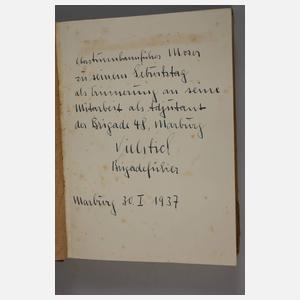 Obersturmbannführer Moser
zu seinem Geburtstag
als Erinnerung an seine
Mitarbeit als Adjutant
der Brigade 48, Marburg
Vielstich
Brigadeführer
Marburg 30. I 1937